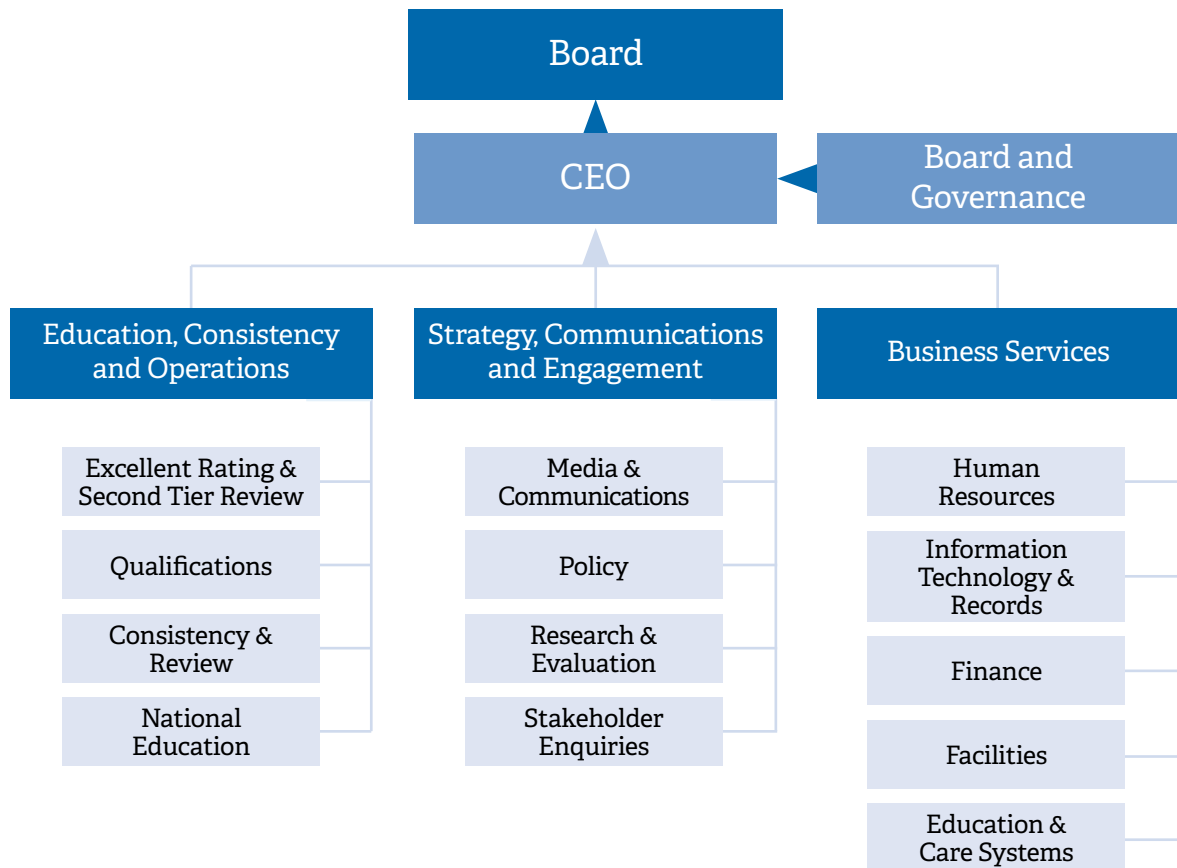 Board
CEO
Board and
Governance
Education, Consistency
and Operations
Strategy, Communications
and Engagement
Business Services
Excellent Rating &
Second Tier Review
Qualifications
Consistency &
Review
National
Education
Media &
Communications
Policy
Research &
Evaluation
Stakeholder
Enquiries
Human
Resources
Information
Technology &
Records
Finance
Facilities
Education &
Care Systems